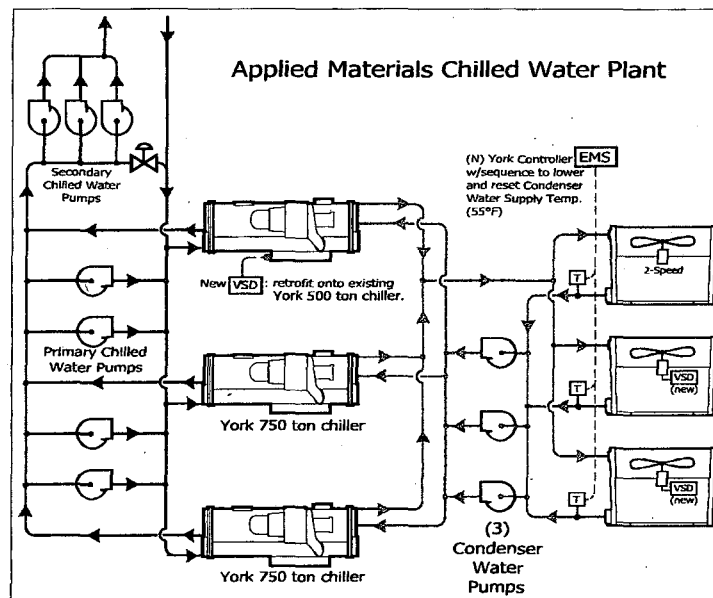 Applied Materials Chilled Water Plant
Secondary
Chilled Water
Pumps
(N) York Controller EMS
w/sequence to lower
and reset Condenser
Water Supply Temp.
(55°F)
T
2-Speed
New VSD : retrofit onto existing
York 500 ton chiller.
Primary Chilled
Water Pumps
T
VSD
(new)
York 750 ton chiller
T
VSD
(new)
(3)
Condenser
Water
Pumps
York 750 ton chiller